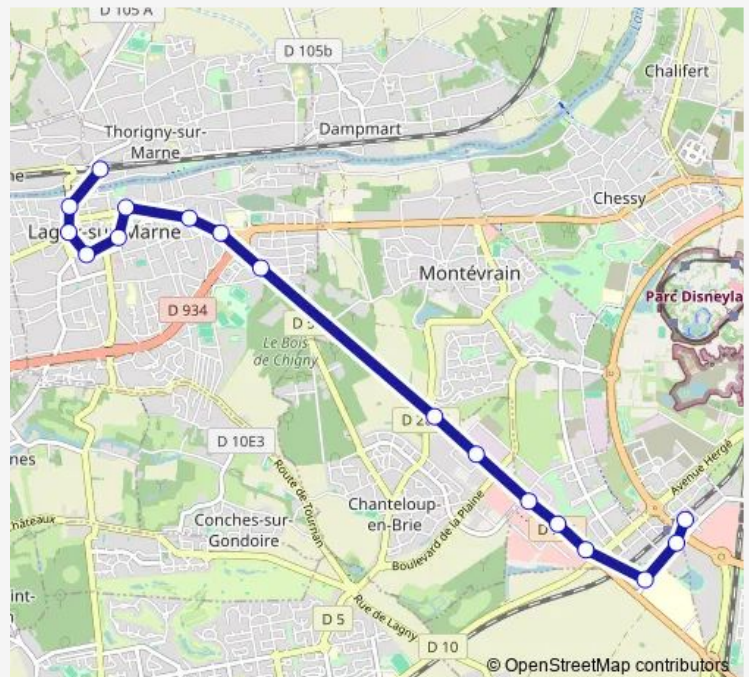 D 105 A
D 105b
Chalifert
Thorigny-sur-
Marne
Dampmart
Chessy
Montévrain
D 934
Parc Disneyla
Le Bois
de Chigny
D 10E3
nes
Route de Tournan
Avenue Hergé
Chanteloup-
en-Brie
Boulevard de la Plaine
Conches-sur-
Gondoire
D 5
Rue de Lagny
D 10
© OpenStreetMap contributors